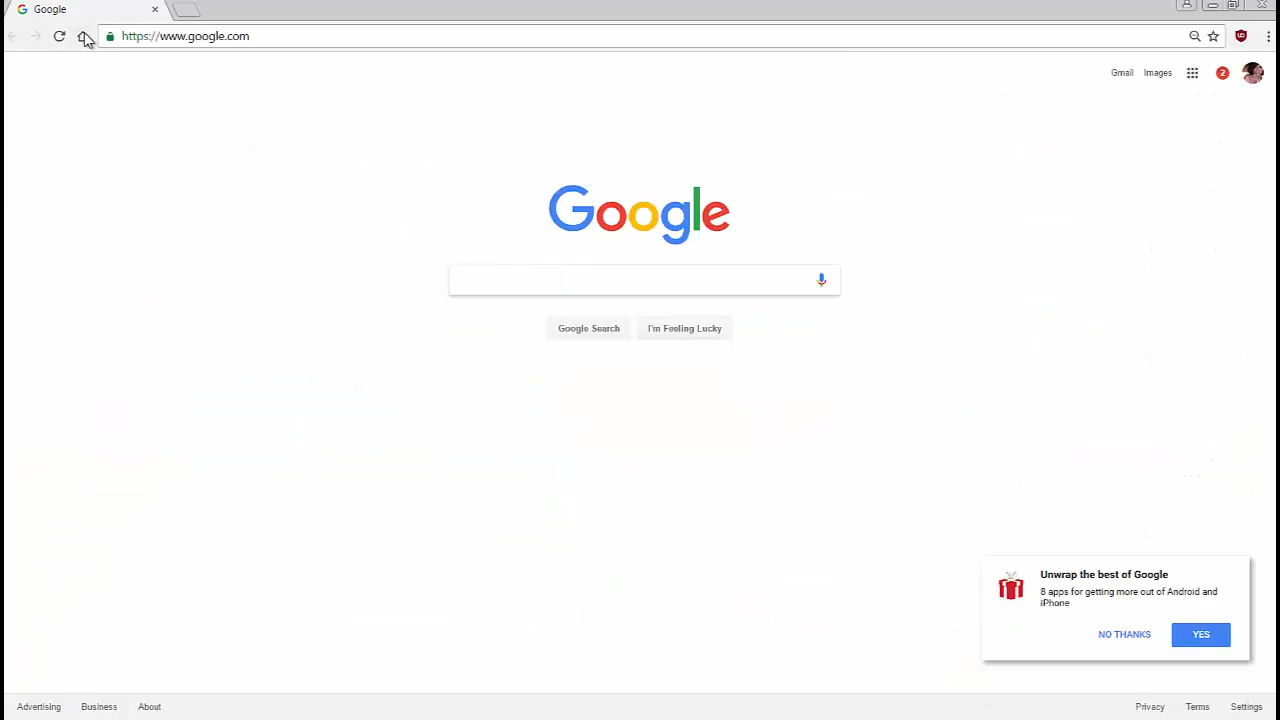 Google
https://www.google.com
Gmail Images 2
Google
Google Search I'm Feeling Lucky
Unwrap the best of Google
8 apps for getting more out of Android and
iPhone
NO THANKS YES
Advertising Business About Privacy Terms Settings